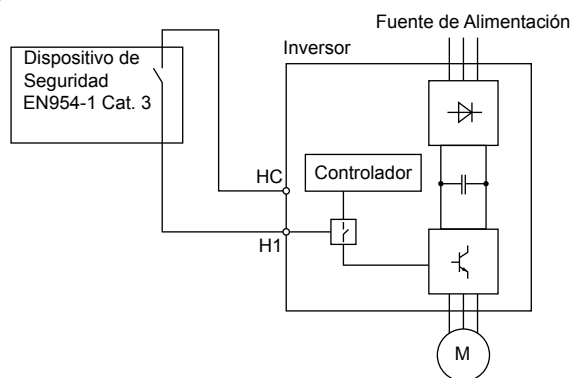 Fuente de Alimentación
Inversor
Dispositivo de
Seguridad
EN954-1 Cat. 3
HC
Controlador
H1
M